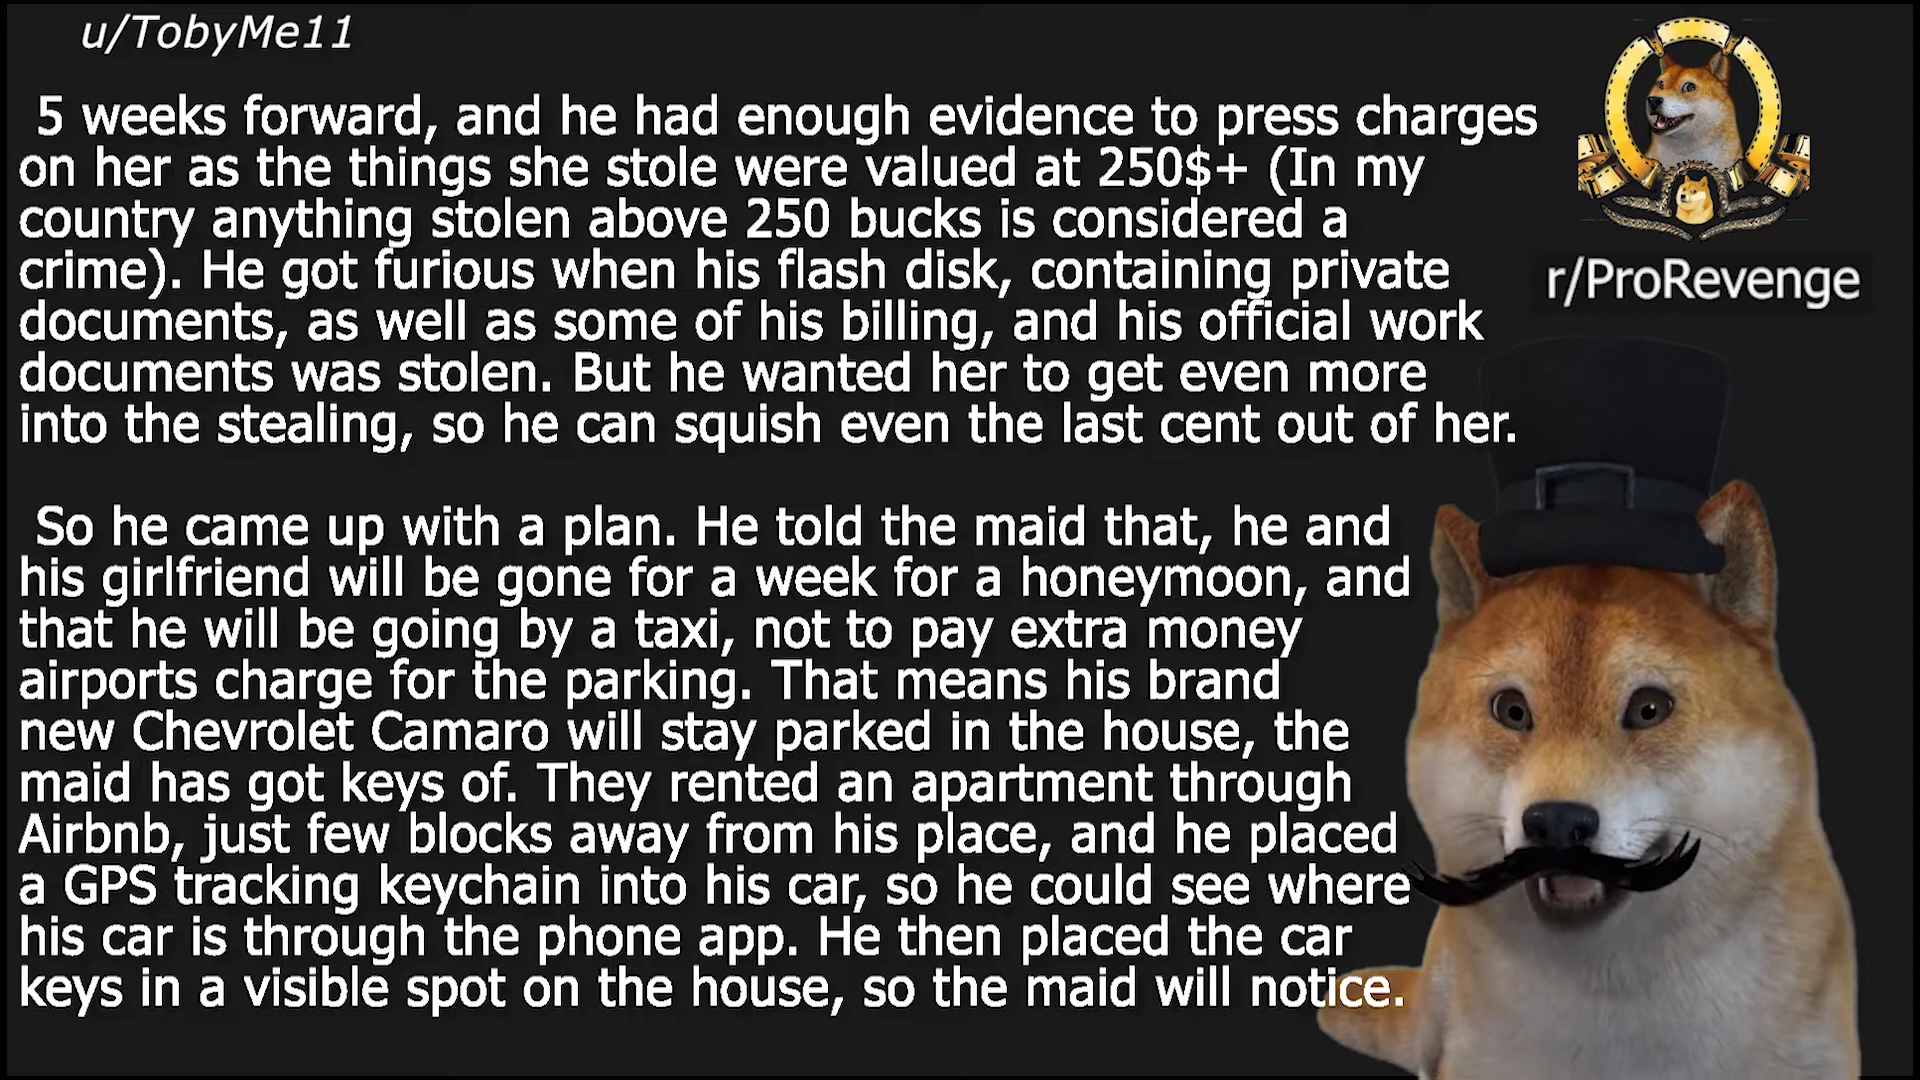 u/TobyMe11
5 weeks forward, and he had enough evidence to press charges
on her as the things she stole were valued at 250$+ (In my
country anything stolen above 250 bucks is considered a
crime). He got furious when his flash disk, containing private
documents, as well as some of his billing, and his official work
documents was stolen. But he wanted her to get even more
into the stealing, so he can squish even the last cent out of her.
So he came up with a plan. He told the maid that, he and
his girlfriend will be gone for a week for a honeymoon, and
that he will be going by a taxi, not to pay extra money
airports charge for the parking. That means his brand
new Chevrolet Camaro will stay parked in the house, the
maid has got keys of. They rented an apartment through
Airbnb, just few blocks away from his place, and he placed
a GPS tracking keychain into his car, so he could see where
his car is through the phone app. He then placed the car
keys in a visible spot on the house, so the maid will notice.
r/ProRevenge